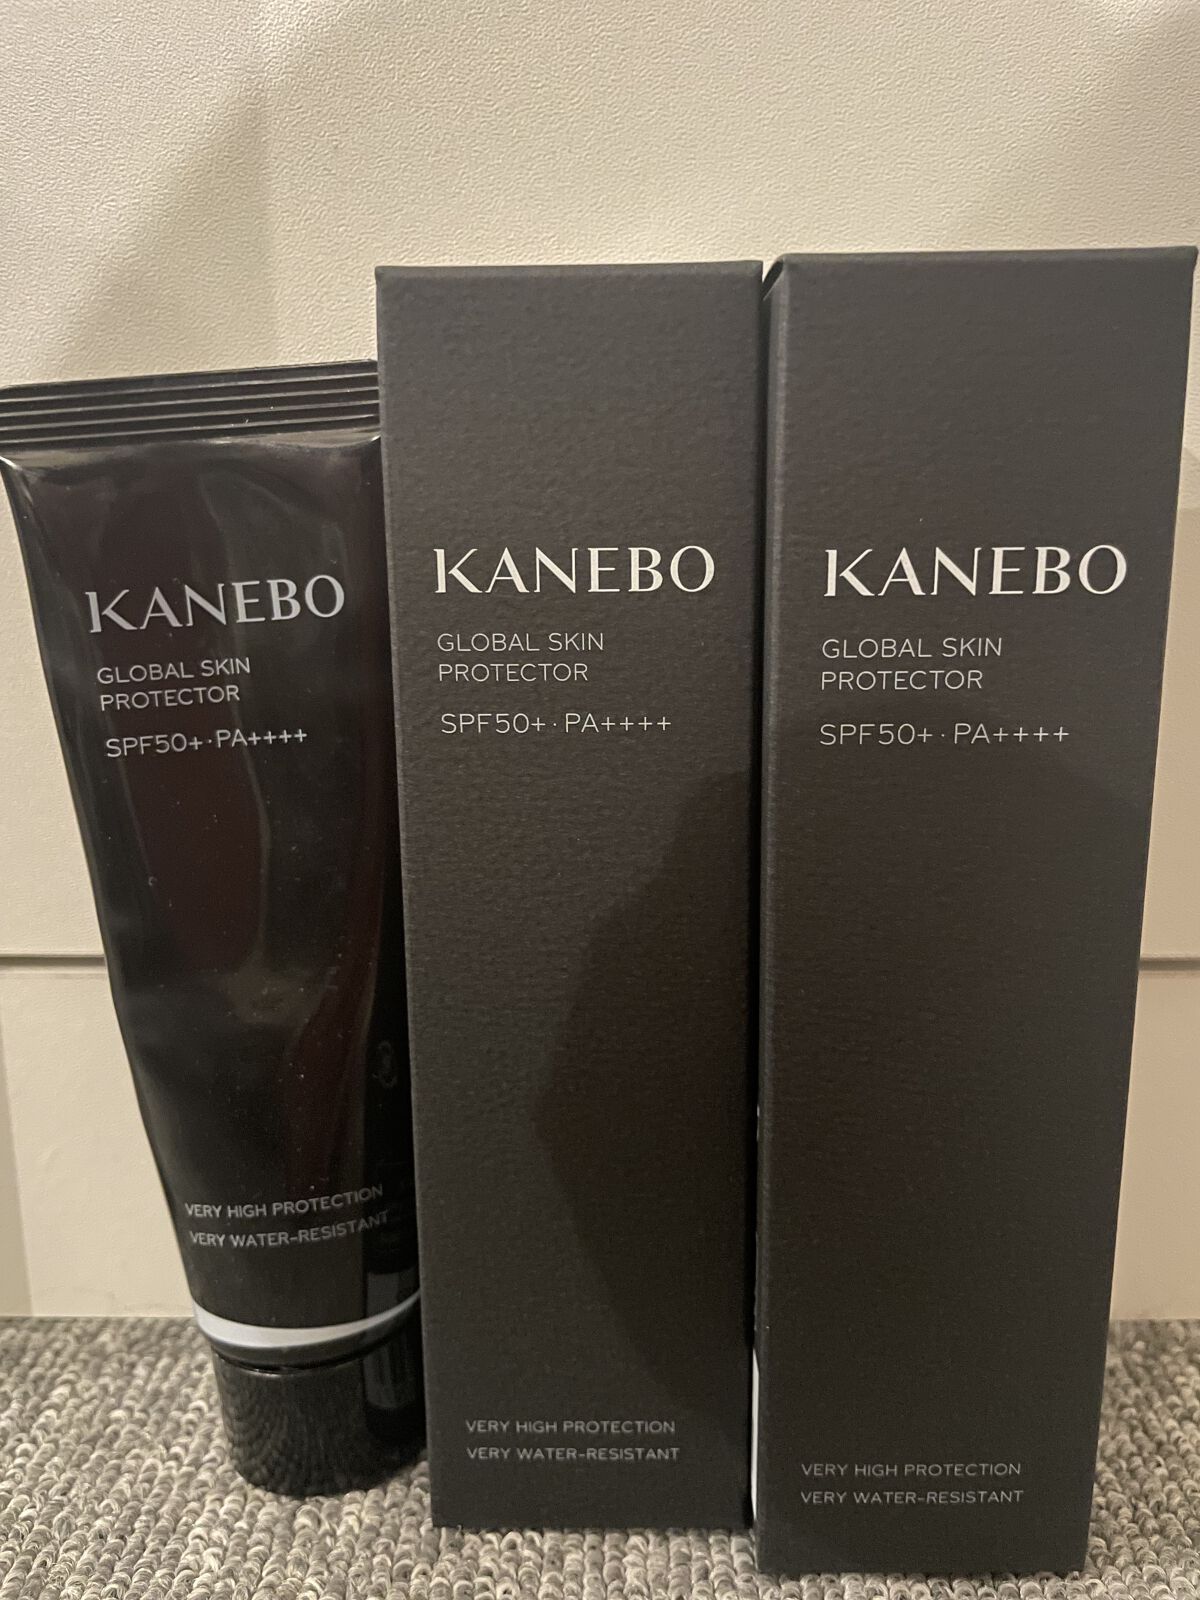 KANEBO
GLOBAL SKIN
PROTECTOR
SPF50+·PA++++
VERY HIGH PROTECTION
VERY WATER-RESISTANT
KANEBO
GLOBAL SKIN
PROTECTOR
SPF50+·PA++++
VERY HIGH PROTECTION
VERY WATER-RESISTANT
KANEBO
GLOBAL SKIN
PROTECTOR
SPF50+·PA++++
VERY HIGH PROTECTION
VERY WATER-RESISTANT